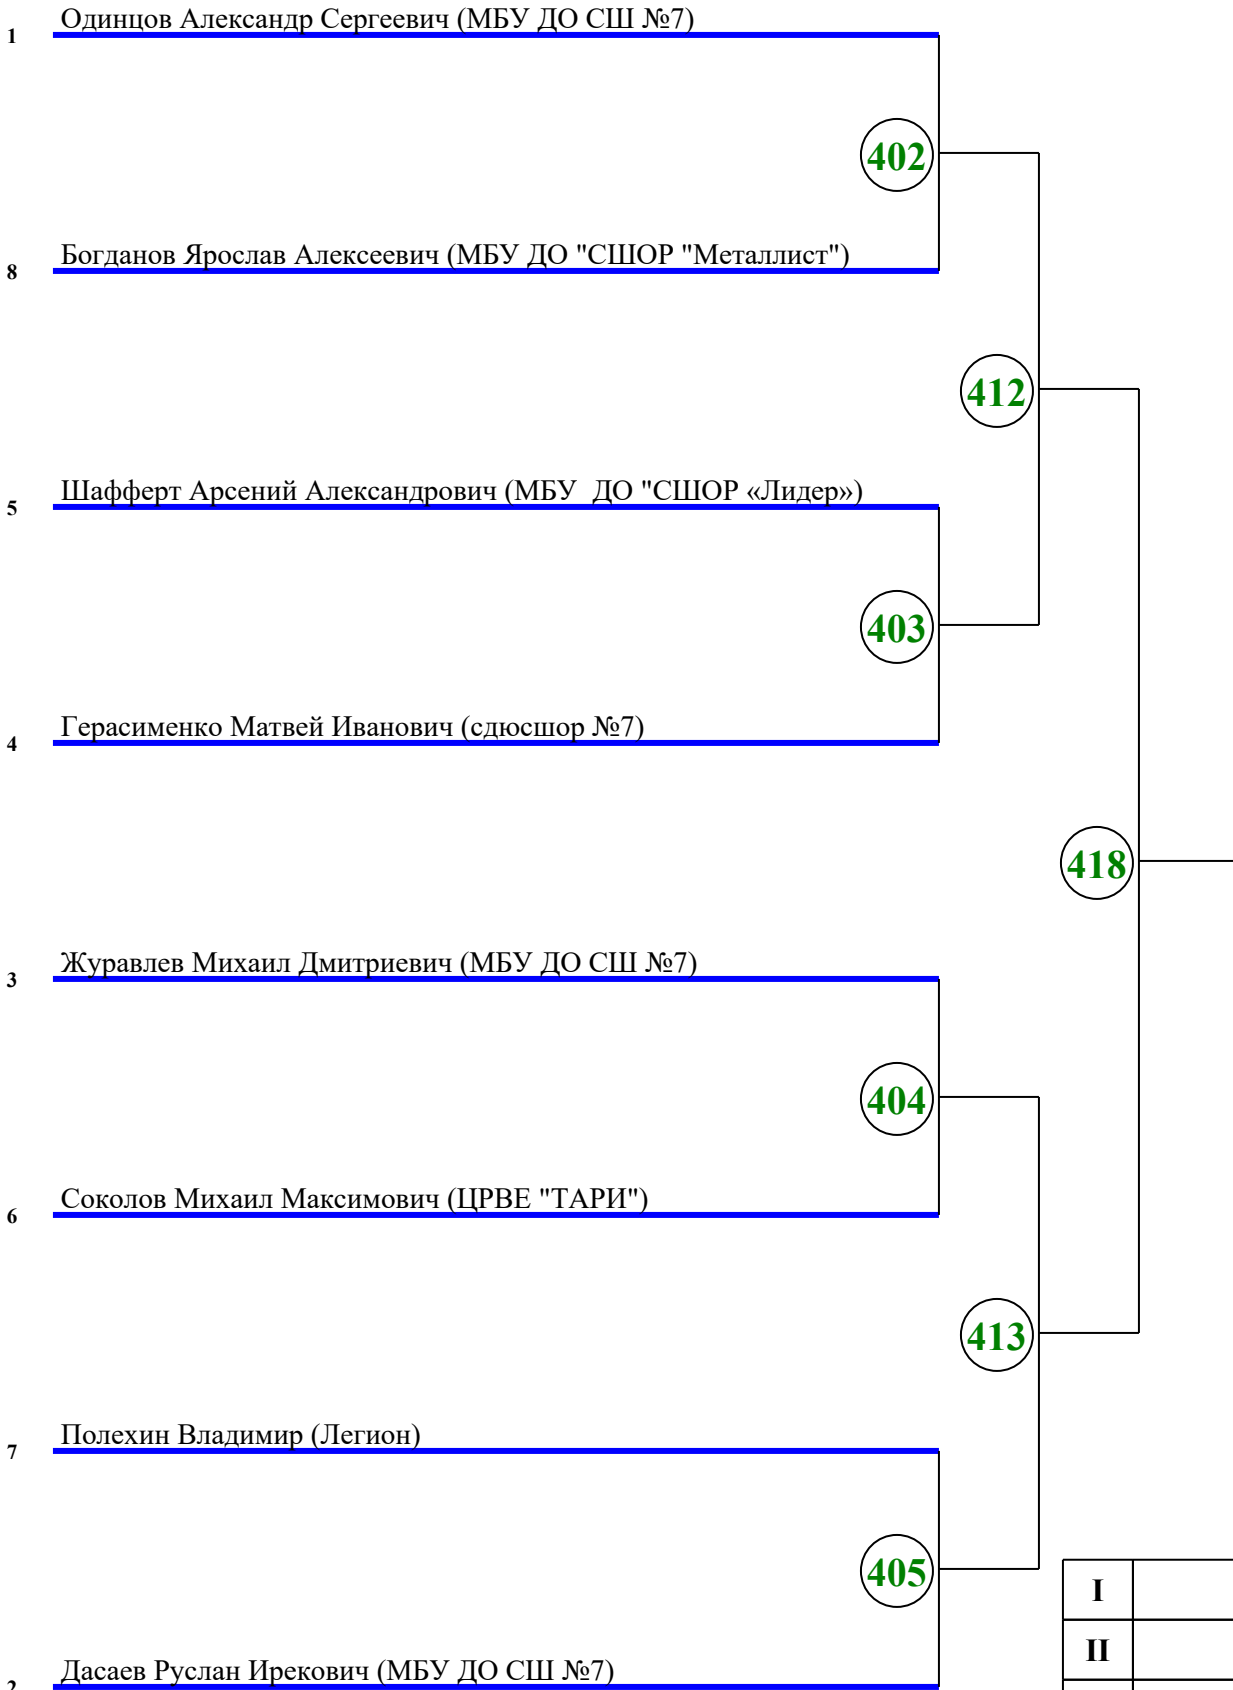 1 Одинцов Александр Сергеевич (МБУ ДО СШ №7)
402
8 Богданов Ярослав Алексеевич (МБУ ДО "СШОР "Металлист")
412
5 Шафферт Арсений Александрович (МБУ  ДО "СШОР «Лидер»)
403
4 Герасименко Матвей Иванович (сдюсшор №7)
418
3 Журавлев Михаил Дмитриевич (МБУ ДО СШ №7)
404
6 Соколов Михаил Максимович (ЦРВЕ "ТАРИ")
413
7 Полехин Владимир (Легион)
405
I
II
2 Дасаев Руслан Ирекович (МБУ ДО СШ №7)